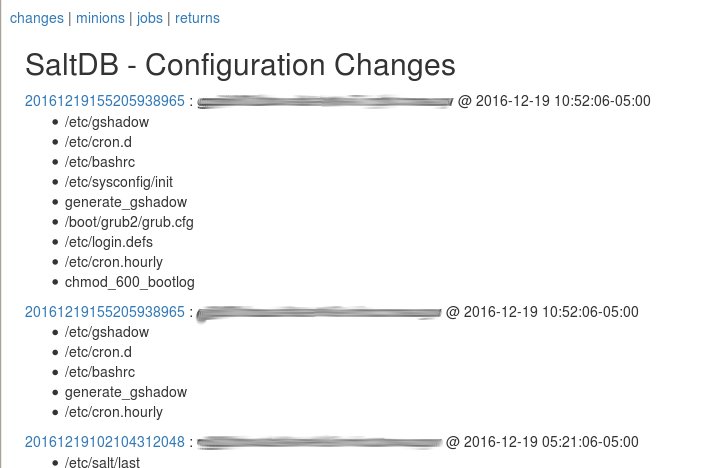 changes | minions | jobs | returns
SaltDB - Configuration Changes
20161219155205938965 : @ 2016-12-19 10:52:06-05:00
• /etc/gshadow
• /etc/cron.d
• /etc/bashrc
• /etc/sysconfig/init
• generate_gshadow
• /boot/grub2/grub.cfg
• /etc/login.defs
• /etc/cron.hourly
• chmod_600_bootlog
20161219155205938965 : @ 2016-12-19 10:52:06-05:00
• /etc/gshadow
• /etc/cron.d
• /etc/bashrc
• generate_gshadow
• /etc/cron.hourly
20161219102104312048 : @ 2016-12-19 05:21:06-05:00
• /etc/salt/last